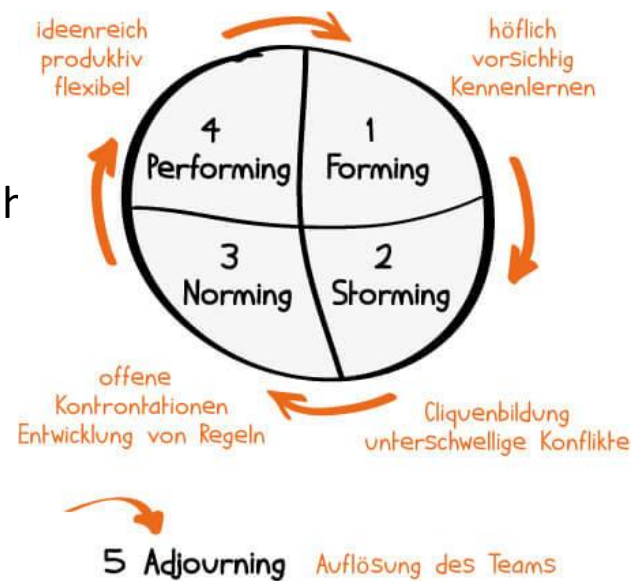 ideenreich
produktiv
flexibel
höflich
vorsichtig
Kennenlernen
4
Performing
1
Forming
3
Norming
2
Storming
offene
Kontrontationen
Entwicklung von Regeln
Cliquenbildung
unterschwellige Konflikte
5 Adjourning Auflösung des Teams